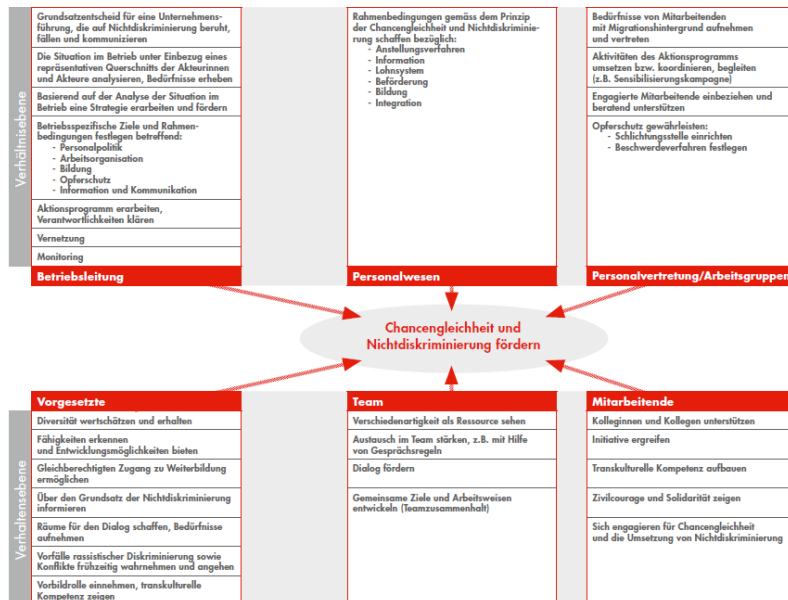 Verhältnisebene
Grundsatzentscheid für eine Unternehmens-
führung, die auf Nichtdiskriminierung beruht,
fällen und kommunizieren
Die Situation im Betrieb unter Einbezug eines
repräsentativen Querschnitts der Akteurinnen
und Akteure analysieren, Bedürfnisse erheben
Basierend auf der Analyse der Situation im
Betrieb eine Strategie erarbeiten und fördern
Betriebsspezifische Ziele und Rahmen-
bedingungen festlegen betreffend:
- Personalpolitik
- Arbeitsorganisation
- Bildung
- Opferschutz
- Information und Kommunikation
Aktionsprogramm erarbeiten,
Verantwortlichkeiten klären
Vernetzung
Monitoring
Betriebsleitung
Rahmenbedingungen gemäss dem Prinzip
der Chancengleichheit und Nichtdiskriminie-
rung schaffen bezüglich:
- Anstellungsverfahren
- Information
- Lohnsystem
- Beförderung
- Bildung
- Integration
Personalwesen
Bedürfnisse von Mitarbeitenden
mit Migrationshintergrund aufnehmen
und vertreten
Aktivitäten des Aktionsprogramms
umsetzen bzw. koordinieren, begleiten
(z.B. Sensibilisierungskampagne)
Engagierte Mitarbeitende einbeziehen und
beratend unterstützen
Opferschutz gewährleisten:
- Schlichtungsstelle einrichten
- Beschwerdeverfahren festlegen
Personalvertretung/Arbeitsgruppen
Chancengleichheit und
Nichtdiskriminierung fördern
Verhaltensebene
Vorgesetzte
Diversität wertschätzen und erhalten
Fähigkeiten erkennen
und Entwicklungsmöglichkeiten bieten
Gleichberechtigten Zugang zu Weiterbildung
ermöglichen
Über den Grundsatz der Nichtdiskriminierung
informieren
Räume für den Dialog schaffen, Bedürfnisse
aufnehmen
Vorfälle rassistischer Diskriminierung sowie
Konflikte frühzeitig wahrnehmen und angehen
Vorbildrolle einnehmen, transkulturelle
Kompetenz zeigen
Team
Verschiedenartigkeit als Ressource sehen
Austausch im Team stärken, z.B. mit Hilfe
von Gesprächsregeln
Dialog fördern
Gemeinsame Ziele und Arbeitsweisen
entwickeln (Teamzusammenhalt)
Mitarbeitende
Kolleginnen und Kollegen unterstützen
Initiative ergreifen
Transkulturelle Kompetenz aufbauen
Zivilcourage und Solidarität zeigen
Sich engagieren für Chancengleichheit
und die Umsetzung von Nichtdiskriminierung